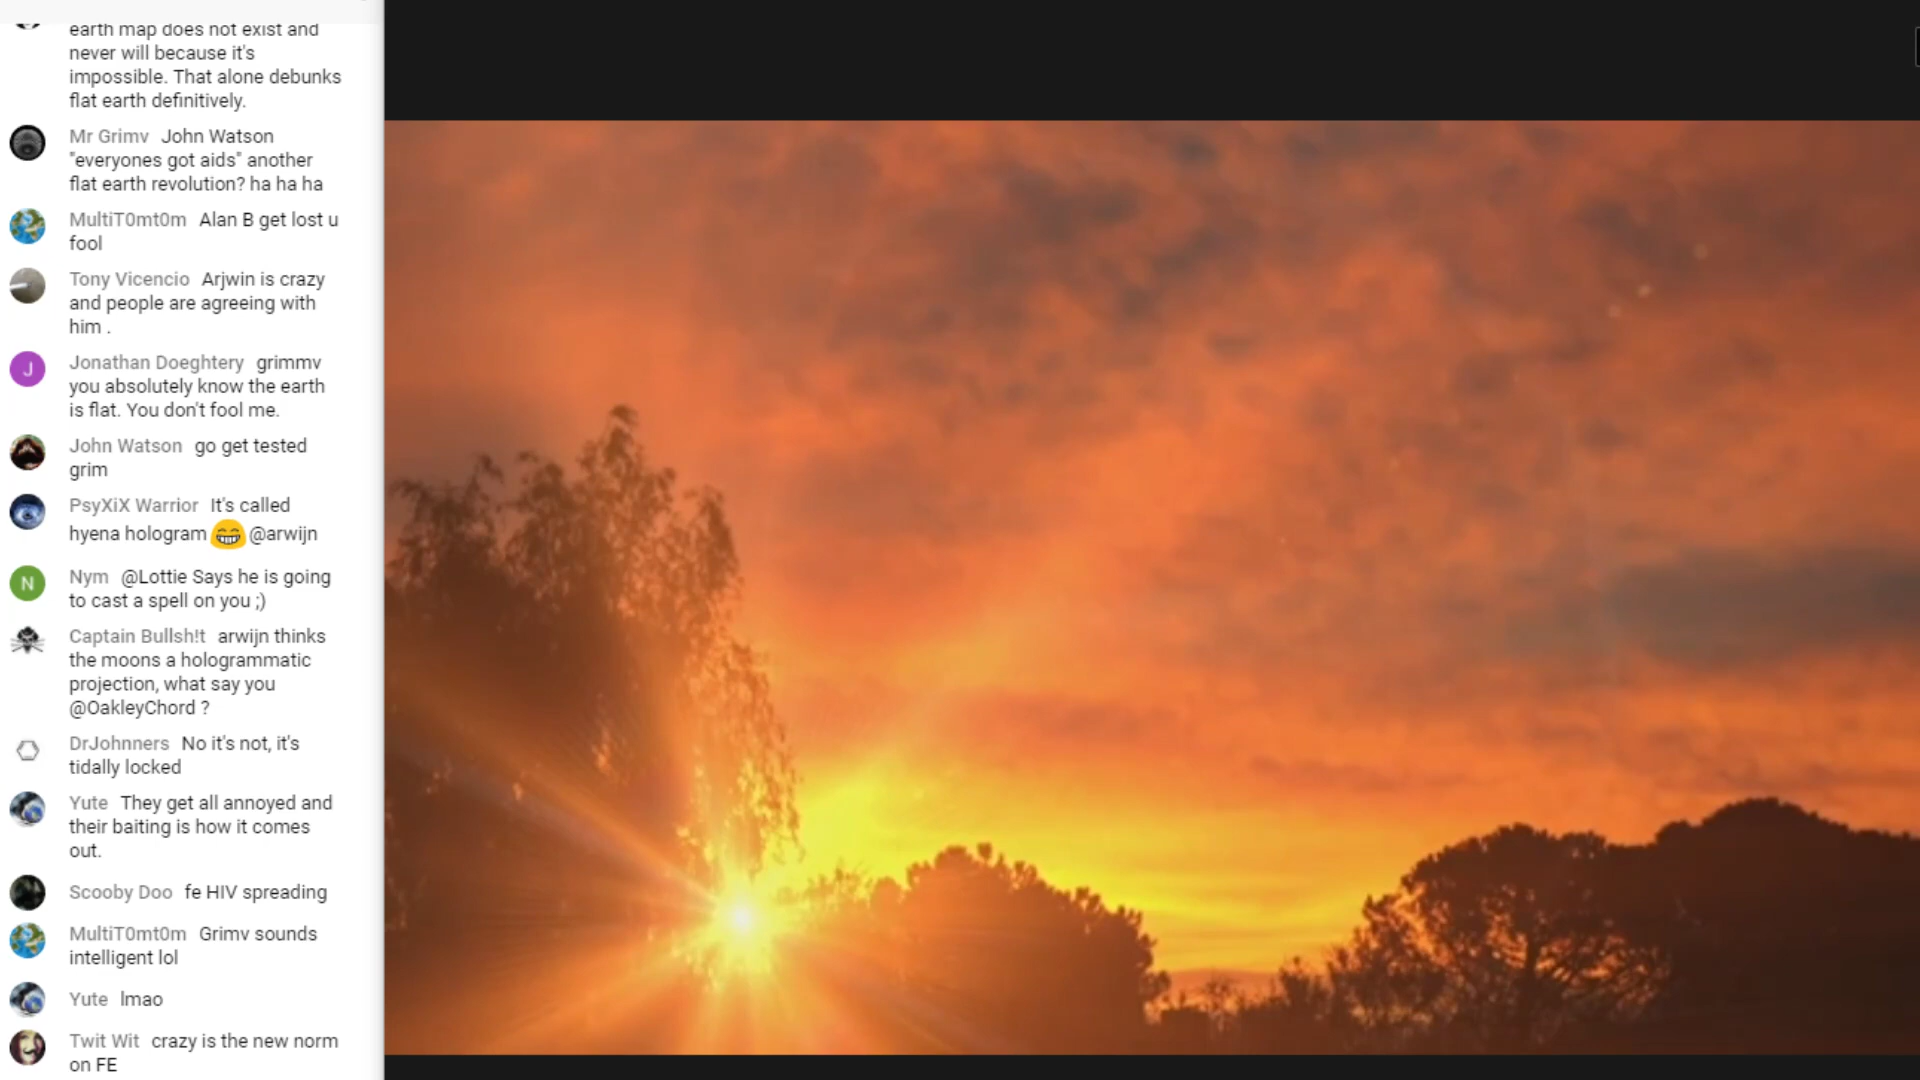 earth map does not exist and
never will because it's
impossible. That alone debunks
flat earth definitively.
Mr Grimv John Watson
"everyones got aids" another
flat earth revolution? ha ha ha
MultiT0mt0m Alan B get lost u
fool
Tony Vicencio Arjwin is crazy
and people are agreeing with
him .
J
Jonathan Doeghtery grimmv
you absolutely know the earth
is flat. You don't fool me.
John Watson go get tested
grim
PsyXiX Warrior It's called
hyena hologram 😁 @arwijn
N
Nym @Lottie Says he is going
to cast a spell on you ;)
Captain Bullsh!t arwijn thinks
the moons a hologrammatic
projection, what say you
@OakleyChord ?
DrJohnners No it's not, it's
tidally locked
Yute They get all annoyed and
their baiting is how it comes
out.
Scooby Doo fe HIV spreading
MultiT0mt0m Grimv sounds
intelligent lol
Yute lmao
Twit Wit crazy is the new norm
on FE